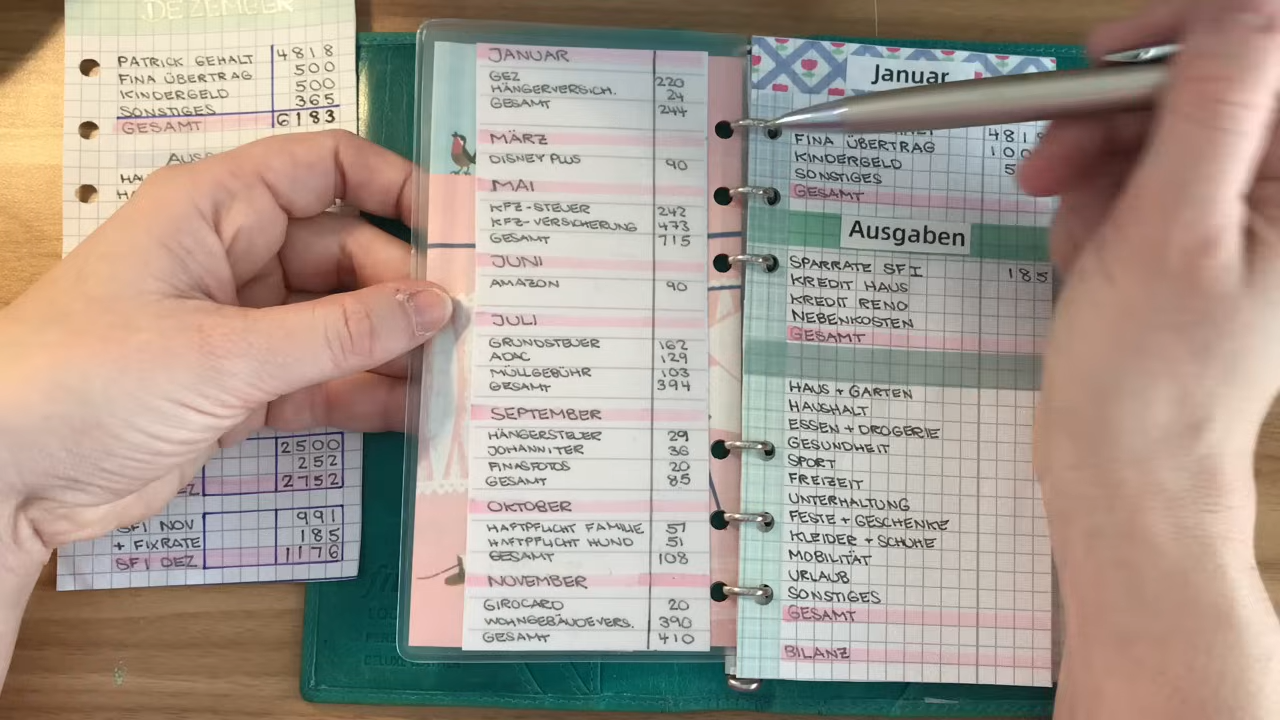 DEZEMBER
PATRICK GEHALT 4818
FINA ÜBERTRAG 500
KINDERGELD 500
SONSTIGES 365
GESAMT 6183
2500
252
2752
SFI NOV 991
+ FIXRATE 185
SFI DEZ 1176
JANUAR
GEZ 220
HÄNGERVERSICH. 24
GESAMT 244
MÄRZ
DISNEY PLUS 90
MAI
KFZ-STEUER 242
KFZ-VERSICHERUNG 473
GESAMT 715
JUNI
AMAZON 90
JULI
GRUNDSTEUER 162
ADAC 129
MÜLLGEBÜHR 103
GESAMT 394
SEPTEMBER
HÄNGERSTEUER 29
JOHANNITER 36
FINAS FOTOS 20
GESAMT 85
OKTOBER
HAFTPFLICHT FAMILIE 57
HAFTPFLICHT HUND 51
GESAMT 108
NOVEMBER
GIROCARD 20
WOHNGEBÄUDEVERS. 390
GESAMT 410
Januar
FINA ÜBERTRAG
KINDERGELD
SONSTIGES
GESAMT
Ausgaben
SPARRATE SFI 185
KREDIT HAUS
KREDIT RENO
NEBENKOSTEN
GESAMT
HAUS + GARTEN
HAUSHALT
ESSEN + DROGERIE
GESUNDHEIT
SPORT
FREIZEIT
UNTERHALTUNG
FESTE + GESCHENKE
KLEIDER + SCHUHE
MOBILITÄT
URLAUB
SONSTIGES
GESAMT
BILANZ